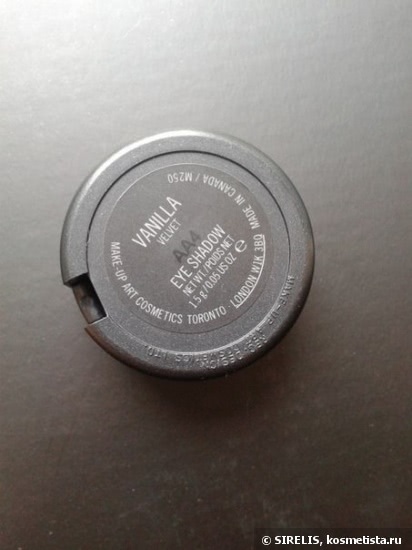 VANILLA
VELVET
AA4
EYE SHADOW
NET WT./POIDS NET
1.5 g/0.05 US OZ e
MAKE-UP ART COSMETICS TORONTO · LONDON W1K 3BQ MADE IN CANADA / M250
© SIRELIS, kosmetista.ru